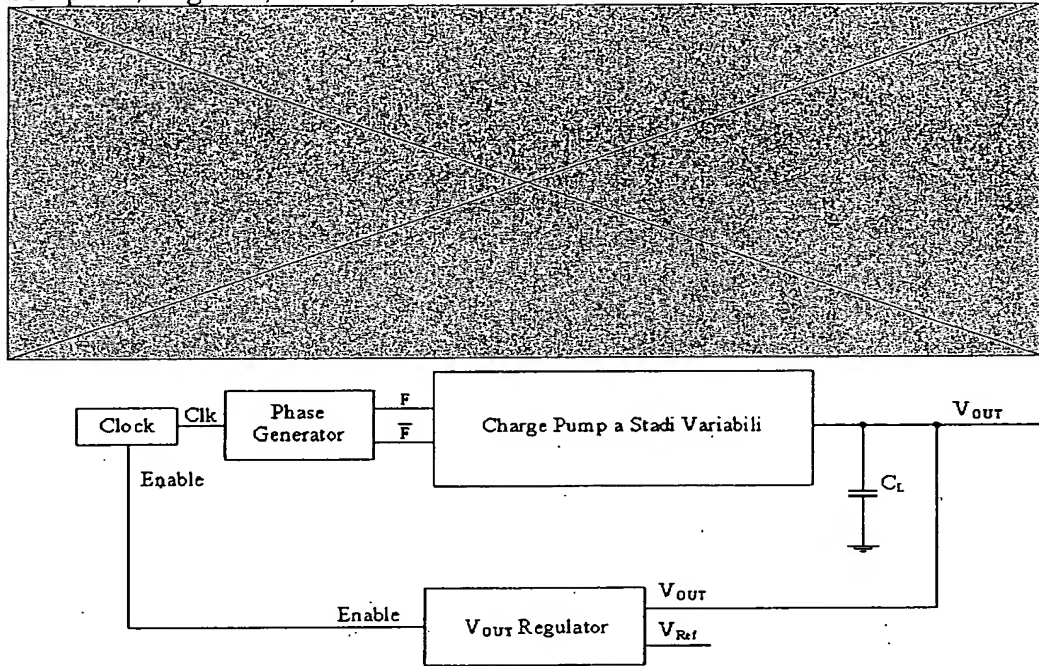 F
Clk
Phase
Generator
Clock
F
Charge Pump a Stadi Variabili
VOUT
Enable
CL
VOUT
Enable
VOUT Regulator
VRef